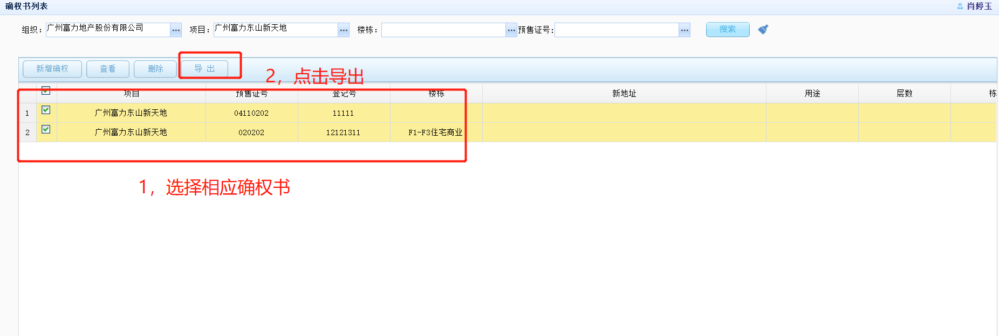 确权书列表
肖婷玉
组织： 广州富力地产股份有限公司 ... 项目： 广州富力东山新天地 ... 楼栋： ... 预售证号: ... 搜索
新增确权 查看 删除 导 出
2，点击导出
项目 预售证号 登记号 楼栋 新地址 用途 层数 栋
1 广州富力东山新天地 04110202 11111
2 广州富力东山新天地 020202 12121311 F1-F3住宅商业
1，选择相应确权书